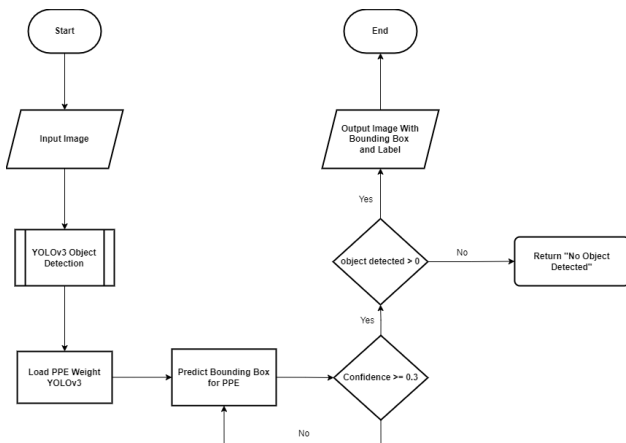 Start
Input Image
YOLOv3 Object
Detection
Load PPE Weight
YOLOv3
Predict Bounding Box
for PPE
Confidence >= 0.3
No
Yes
object detected > 0
No
Return "No Object
Detected"
Yes
Output Image With
Bounding Box
and Label
End